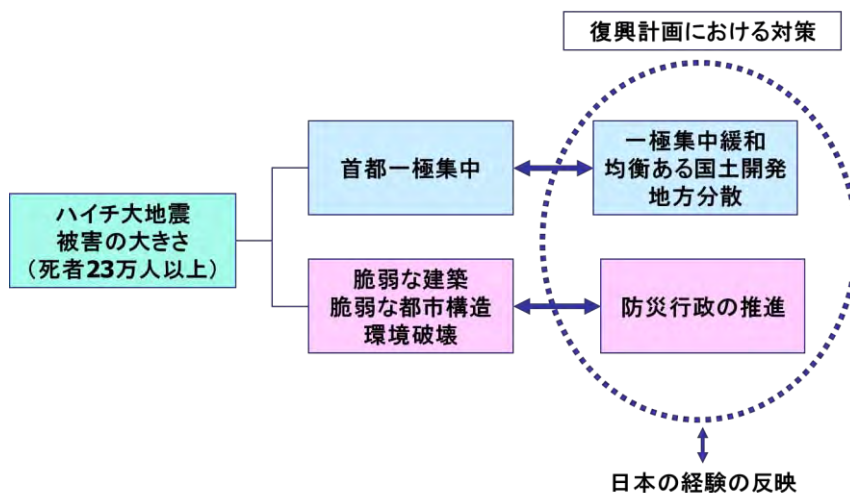 復興計画における対策
首都一極集中
一極集中緩和
均衡ある国土開発
地方分散
ハイチ大地震
被害の大きさ
（死者23万人以上）
脆弱な建築
脆弱な都市構造
環境破壊
防災行政の推進
日本の経験の反映